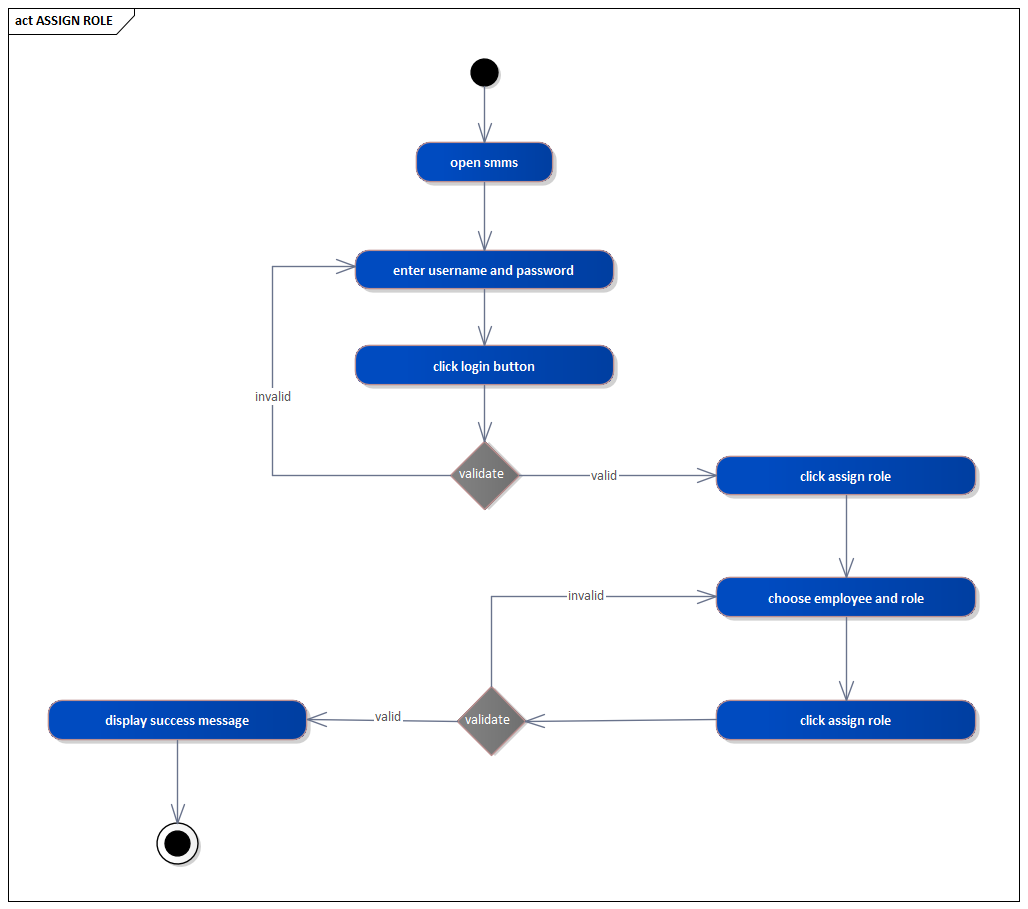 act ASSIGN ROLE
open smms
enter username and password
click login button
invalid
validate
valid
click assign role
invalid
choose employee and role
display success message
valid
validate
click assign role